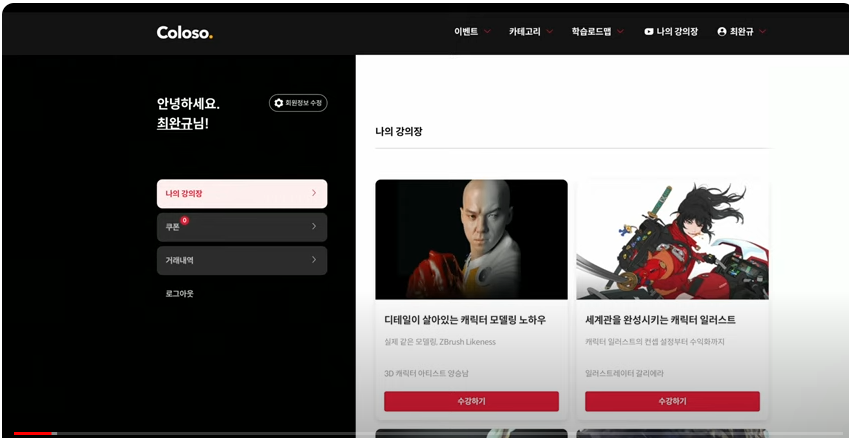 Coloso.
이벤트
카테고리
학습로드맵
나의 강의장
최완규
안녕하세요.
최완규님!
회원정보 수정
나의 강의장
쿠폰
0
거래내역
로그아웃
나의 강의장
디테일이 살아있는 캐릭터 모델링 노하우
실제 같은 모델링, ZBrush Likeness
3D 캐릭터 아티스트 양승남
수강하기
세계관을 완성시키는 캐릭터 일러스트
캐릭터 일러스트의 컨셉 설정부터 수익화까지
일러스트레이터 갈리에라
수강하기